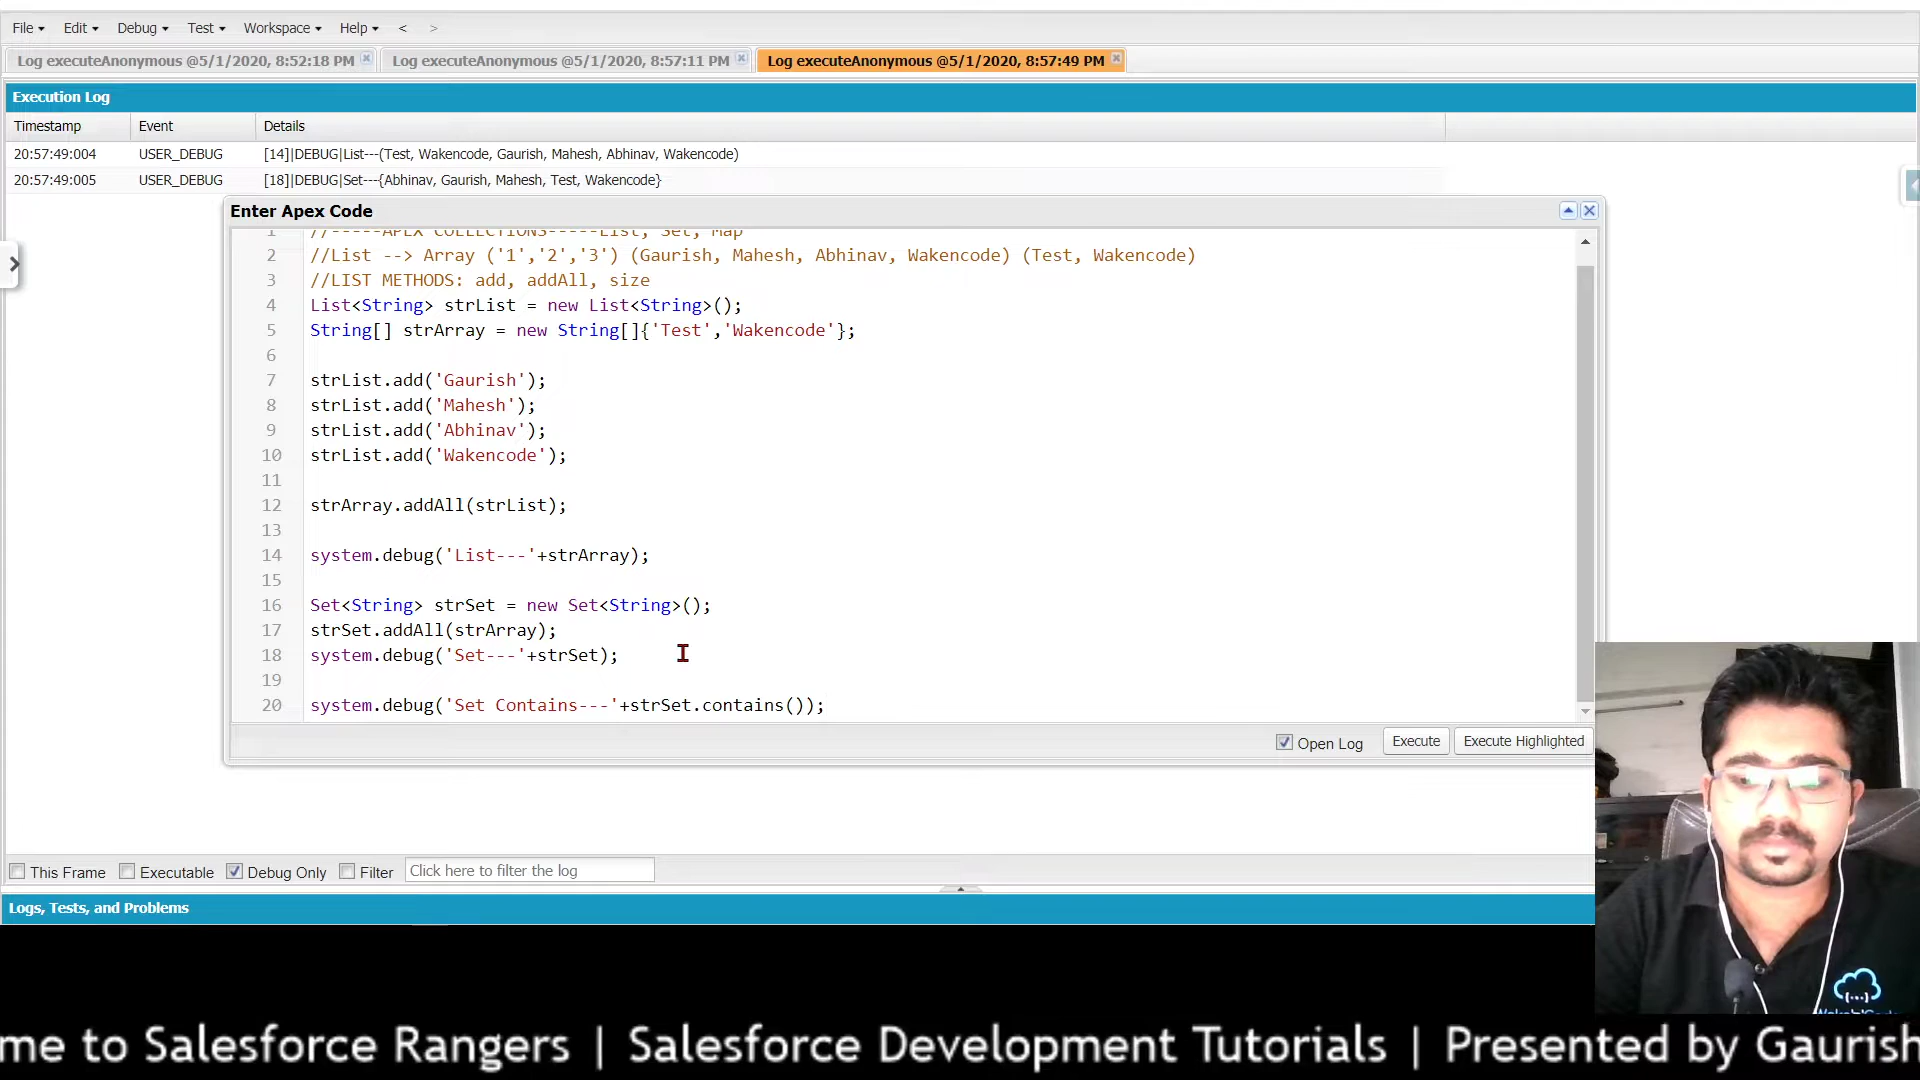 File Edit Debug Test Workspace Help < >
Log executeAnonymous @5/1/2020, 8:52:18 PM Log executeAnonymous @5/1/2020, 8:57:11 PM Log executeAnonymous @5/1/2020, 8:57:49 PM
Execution Log
Timestamp Event Details
20:57:49:004 USER_DEBUG [14]|DEBUG|List---(Test, Wakencode, Gaurish, Mahesh, Abhinav, Wakencode)
20:57:49:005 USER_DEBUG [18]|DEBUG|Set---{Abhinav, Gaurish, Mahesh, Test, Wakencode}
Enter Apex Code
1 //-----APEX COLLECTIONS-----List, Set, Map
2 //List --> Array ('1','2','3') (Gaurish, Mahesh, Abhinav, Wakencode) (Test, Wakencode)
3 //LIST METHODS: add, addAll, size
4 List<String> strList = new List<String>();
5 String[] strArray = new String[]{'Test','Wakencode'};
6
7 strList.add('Gaurish');
8 strList.add('Mahesh');
9 strList.add('Abhinav');
10 strList.add('Wakencode');
11
12 strArray.addAll(strList);
13
14 system.debug('List---'+strArray);
15
16 Set<String> strSet = new Set<String>();
17 strSet.addAll(strArray);
18 system.debug('Set---'+strSet);
19
20 system.debug('Set Contains---'+strSet.contains());
Open Log Execute Execute Highlighted
This Frame Executable Debug Only Filter Click here to filter the log
Logs, Tests, and Problems
me to Salesforce Rangers | Salesforce Development Tutorials | Presented by Gaurish